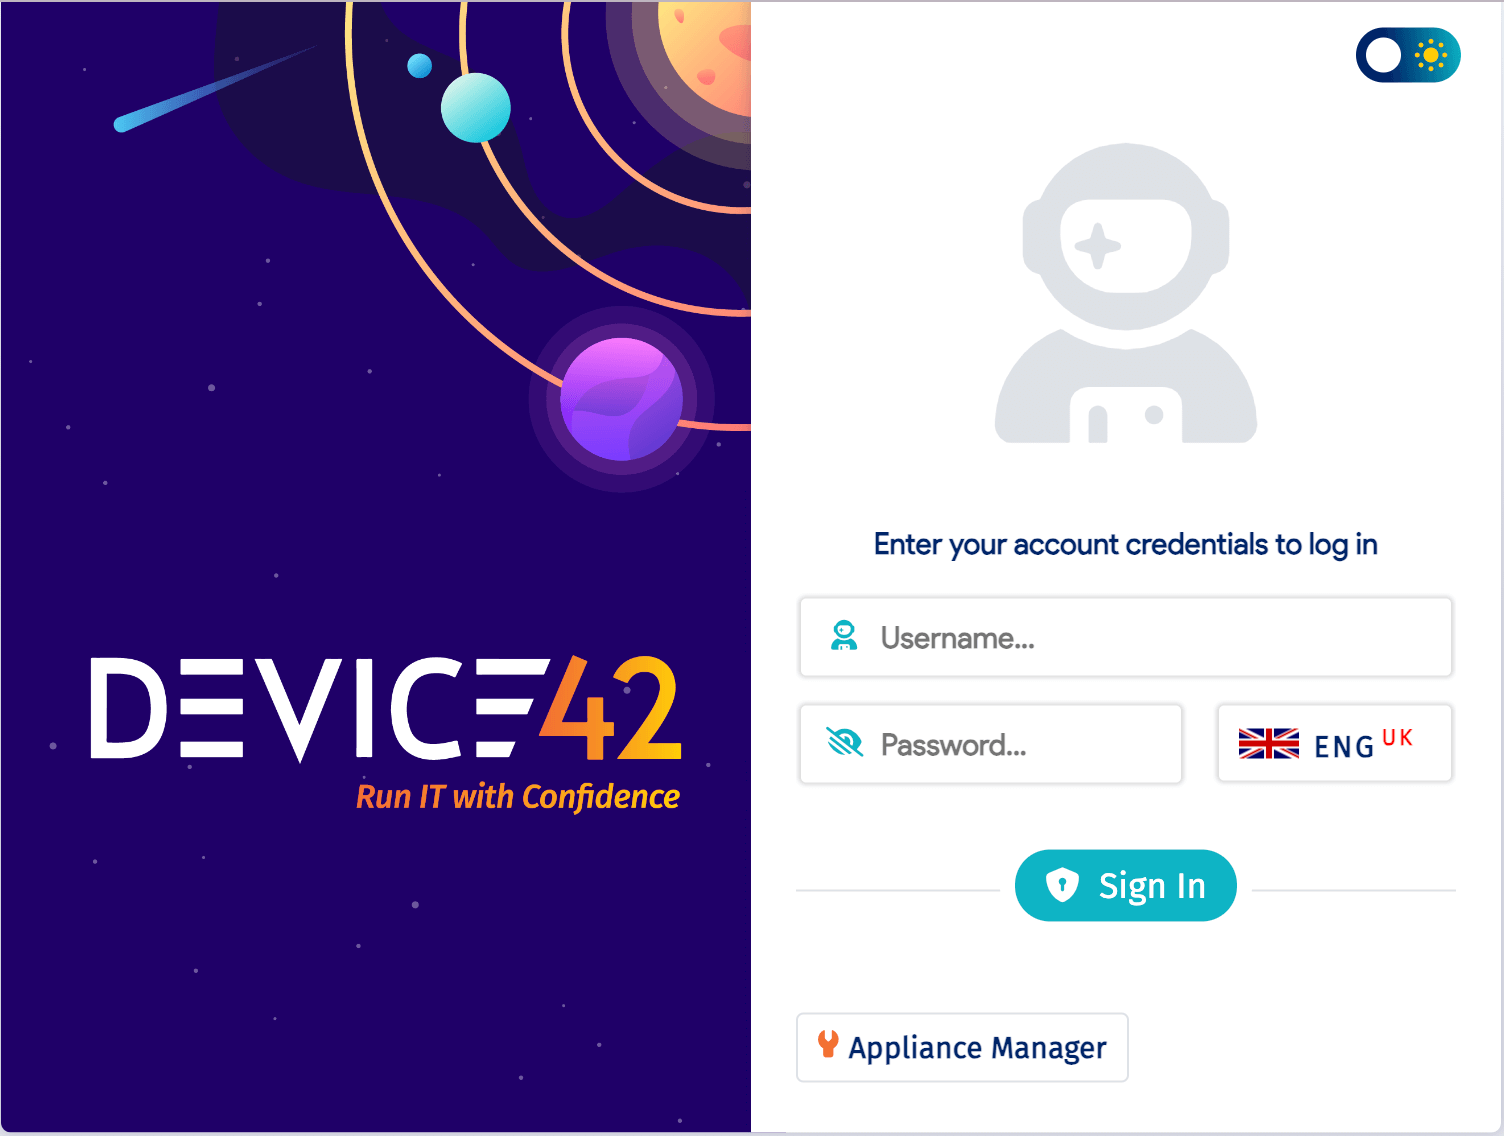 DEVICE42
Run IT with Confidence
Enter your account credentials to log in
Username...
Password...
ENG UK
Sign In
Appliance Manager